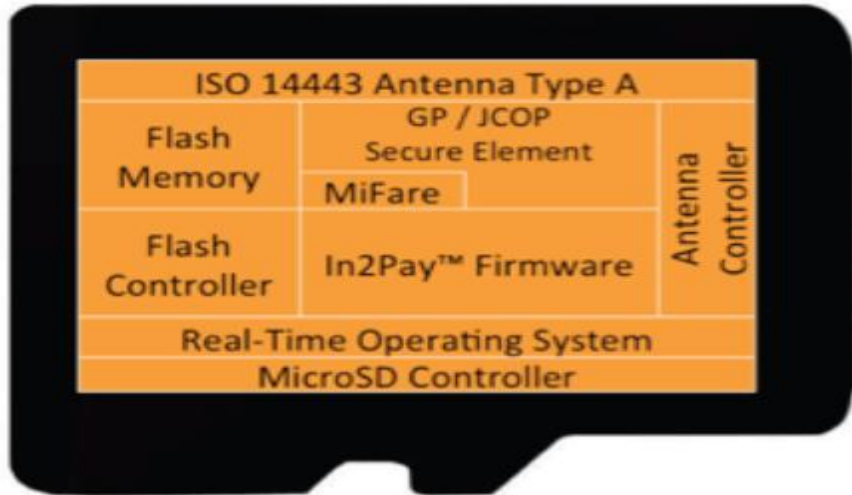 ISO 14443 Antenna Type A
Flash
Memory
GP / JCOP
Secure Element
MiFare
Antenna
Controller
Flash
Controller
In2Pay™ Firmware
Real-Time Operating System
MicroSD Controller